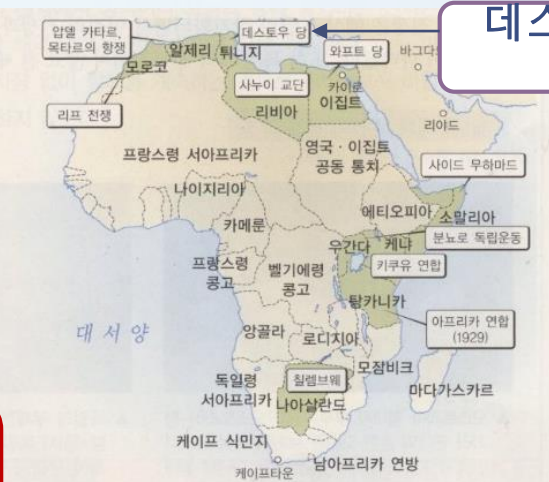 데스
압델 카타르,
목타르의 항쟁
데스토우 당
와프트 당
바그다
알제리
튀니지
모로코
사누이 교단
카이로
이집트
리비아
리프 전쟁
리야드
프랑스령 서아프리카
영국·이집트
공동 통치
사이드 무하마드
나이지리아
에티오피아
소말리아
카메룬
분뇨로 독립운동
우간다
케냐
프랑스령
콩고
벨기에령
콩고
키쿠유 연합
탕카니카
대서양
아프리카 연합
(1929)
앙골라
로디지아
모잠비크
독일령
서아프리카
칠렘브웨
나아살란드
마다가스카르
케이프 식민지
남아프리카 연방
케이프타운